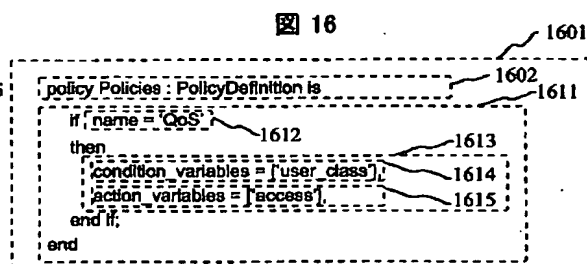 図 16
1601
policy Policies : PolicyDefinition is
1602
1611
if name = 'QoS'
1612
then
1613
condition_variables = ['user_class'],
1614
action_variables = ['access'],
1615
end if;
end